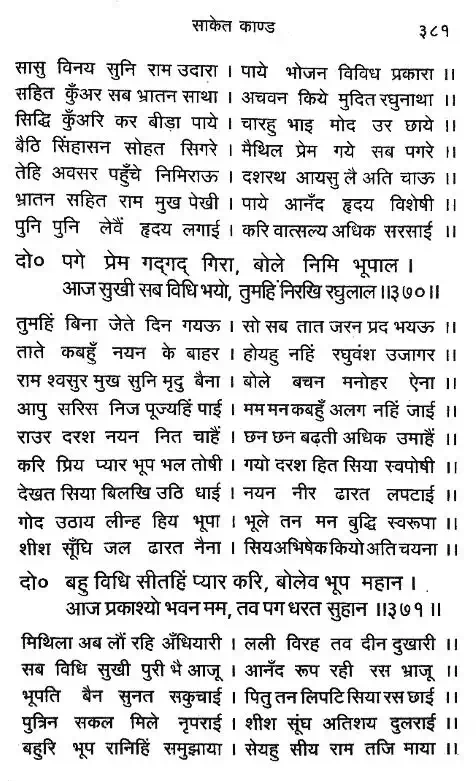 साकेत काण्ड ३८१
सासु विनय सुनि राम उदारा । पाये भोजन विविध प्रकारा ।।
सहित कुँअर सब भ्रातन साथा । अचवन किये मुदित रघुनाथा ।।
सिद्धि कुँअरि कर बीड़ा पाये । चारहु भाइ मोद उर छाये ।।
बैठि सिंहासन सोहत सिगरे । मैथिल प्रेम गये सब पगरे ।
तेहि अवसर पहुँचे निमिराऊ । दशरथ आयसु लै अति चाऊ ।।
भ्रातन सहित राम मुख पेखी । पाये आनँद हृदय विशेषी ।।
पुनि पुनि लेवैं हृदय लगाई । करि वात्सल्य अधिक सरसाई ।।
दो० पगे प्रेम गद्गद् गिरा, बोले निमि भूपाल ।
आज सुखी सब विधि भयो, तुमहिं निरखि रघुलाल ।।३७०।।
तुमहिं बिना जेते दिन गयऊ । सो सब तात जरन प्रद भयऊ ।।
ताते कबहुँ नयन के बाहर । होयहु नहिं रघुवंश उजागर ।।
राम श्वसुर मुख सुनि मृदु बैना । बोले बचन मनोहर ऐना ।।
आपु सरिस निज पूज्यहिं पाई । मम मन कबहुँ अलग नहिं जाई ।।
राउर दरश नयन नित चाहैं । छन छन बढ़ती अधिक उमाहैं ।।
करि प्रिय प्यार भूप भल तोषी । गयो दरश हित सिया स्वपोषी ।।
देखत सिया बिलखि उठि धाई । नयन नीर ढारत लपटाई ।।
गोद उठाय लीन्ह हिय भूपा । भूले तन मन बुद्धि स्वरूपा ।।
शीश सूँघि जल ढारत नैना । सिय अभिषेक कियो अति चयना ।।
दो० बहु विधि सीतहिं प्यार करि, बोलेव भूप महान ।
आज प्रकाश्यो भवन मम, तव पग धरत सुहान ।।३७१ ।।
मिथिला अब लौं रहि अँधियारी । लली विरह तव दीन दुखारी ।।
सब विधि सुखी पुरी भै आजू । आनँद रूप रही रस भ्राजू ।।
भूपति बैन सुनत सकुचाई । पितु तन लिपटि सिया रस छाई ।।
पुत्रिन सकल मिले नृपराई । शीश सूंघ अतिशय दुलराई ।।
बहुरि भूप रानिहिं समुझाया । सेयहु सीय राम तजि माया ।।